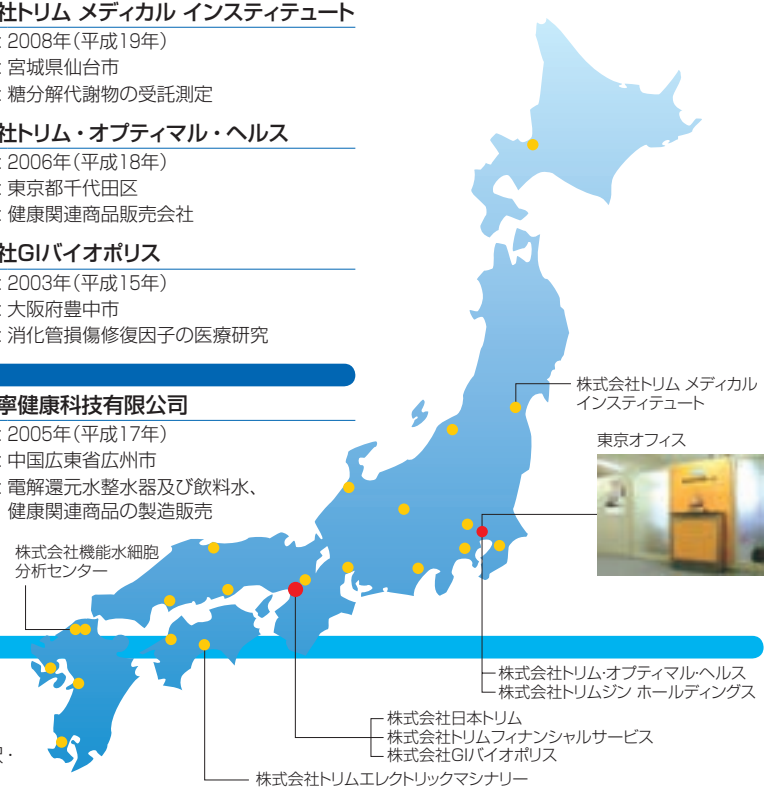 社トリム メディカル インスティテュート
: 2008年(平成19年)
: 宮城県仙台市
: 糖分解代謝物の受託測定
社トリム・オプティマル・ヘルス
: 2006年(平成18年)
: 東京都千代田区
: 健康関連商品販売会社
社GIバイオポリス
: 2003年(平成15年)
: 大阪府豊中市
: 消化管損傷修復因子の医療研究
寧健康科技有限公司
: 2005年(平成17年)
: 中国広東省広州市
: 電解還元水整水器及び飲料水、
健康関連商品の製造販売
株式会社機能水細胞
分析センター
株式会社トリム メディカル
インスティテュート
東京オフィス
株式会社トリム・オプティマル・ヘルス
株式会社トリムジン ホールディングス
株式会社日本トリム
株式会社トリムフィナンシャルサービス
株式会社GIバイオポリス
株式会社トリムエレクトリックマシナリー